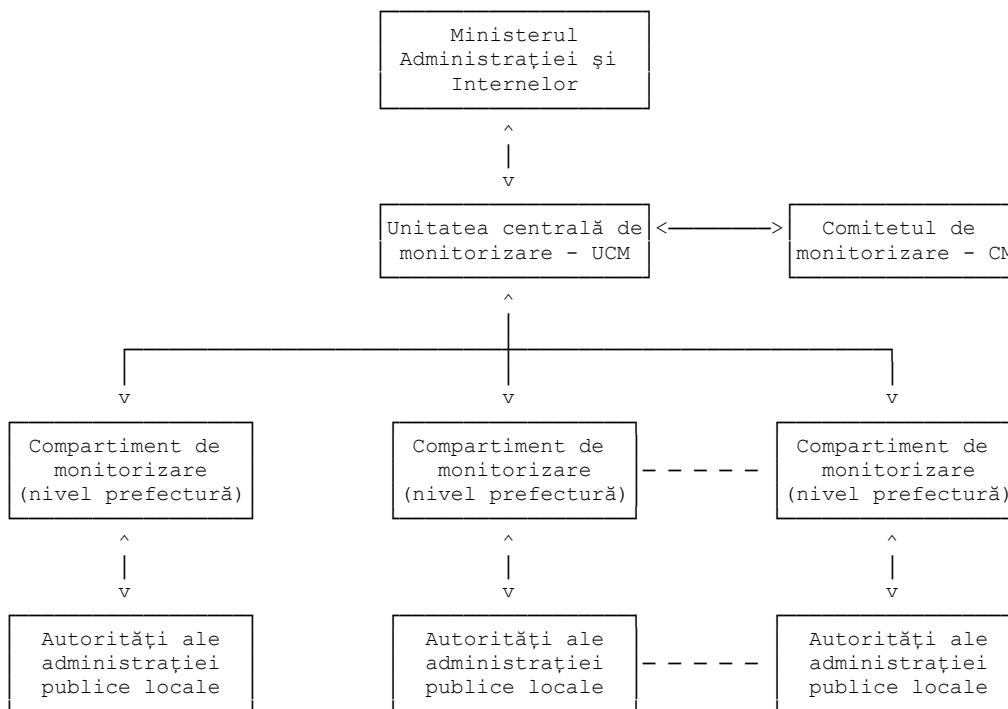 Ministerul
Administraţiei şi
Internelor
Unitatea centrală de
monitorizare - UCM
Comitetul de
monitorizare - CM
Compartiment de
monitorizare
(nivel prefectură)
Compartiment de
monitorizare
(nivel prefectură)
Compartiment de
monitorizare
(nivel prefectură)
Autorităţi ale
administraţiei
publice locale
Autorităţi ale
administraţiei
publice locale
Autorităţi ale
administraţiei
publice locale